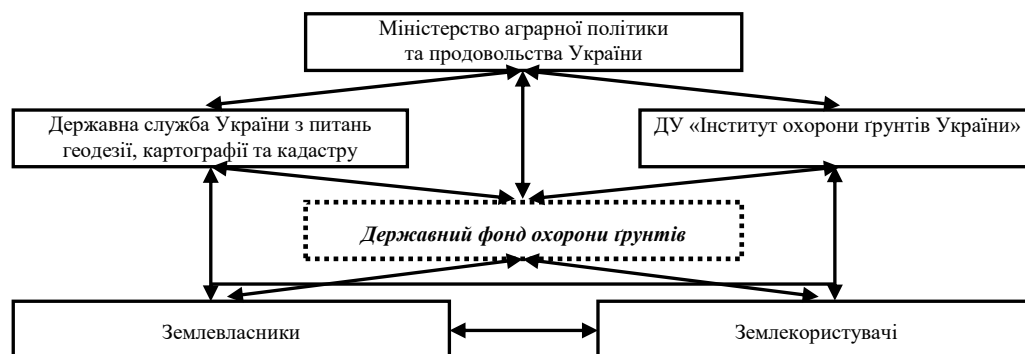 Міністерство аграрної політики
та продовольства України
Державна служба України з питань
геодезії, картографії та кадастру
ДУ «Інститут охорони ґрунтів України»
Державний фонд охорони ґрунтів
Землевласники
Землекористувачі